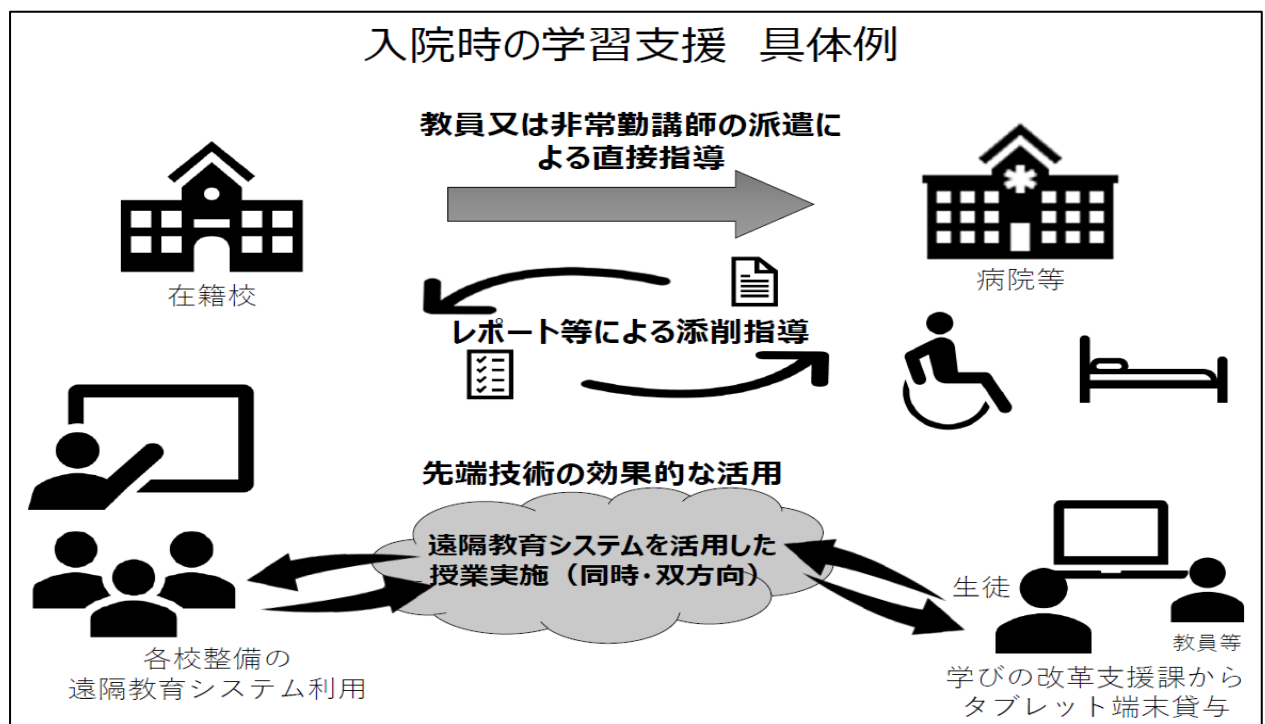 入院時の学習支援 具体例
教員又は非常勤講師の派遣に
よる直接指導
在籍校
病院等
レポート等による添削指導
先端技術の効果的な活用
遠隔教育システムを活用した
授業実施（同時・双方向）
生徒
教員等
各校整備の
遠隔教育システム利用
学びの改革支援課から
タブレット端末貸与